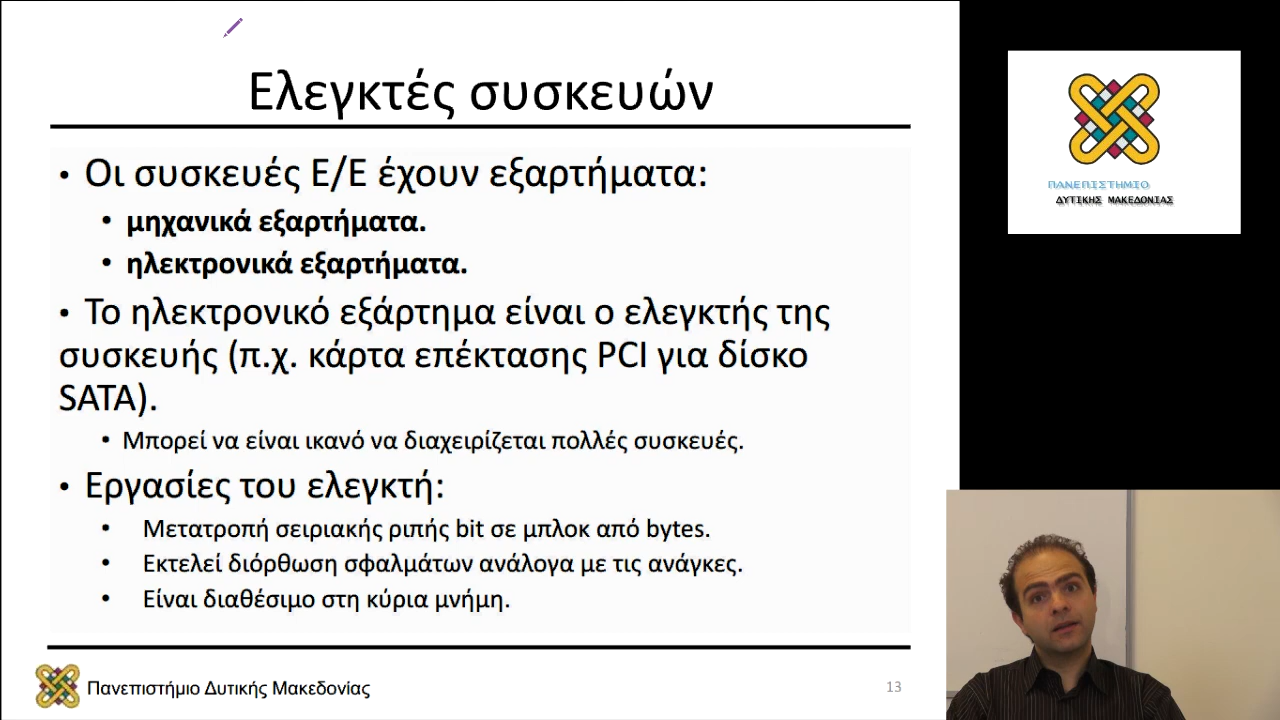 Ελεγκτές συσκευών
• Οι συσκευές Ε/Ε έχουν εξαρτήματα:
• μηχανικά εξαρτήματα.
• ηλεκτρονικά εξαρτήματα.
• Το ηλεκτρονικό εξάρτημα είναι ο ελεγκτής της
συσκευής (π.χ. κάρτα επέκτασης PCI για δίσκο
SATA).
• Μπορεί να είναι ικανό να διαχειρίζεται πολλές συσκευές.
• Εργασίες του ελεγκτή:
• Μετατροπή σειριακής ριπής bit σε μπλοκ από bytes.
• Εκτελεί διόρθωση σφαλμάτων ανάλογα με τις ανάγκες.
• Είναι διαθέσιμο στη κύρια μνήμη.
Πανεπιστήμιο Δυτικής Μακεδονίας
13
ΠΑΝΕΠΙΣΤΗΜΙΟ
ΔΥΤΙΚΗΣ ΜΑΚΕΔΟΝΙΑΣ